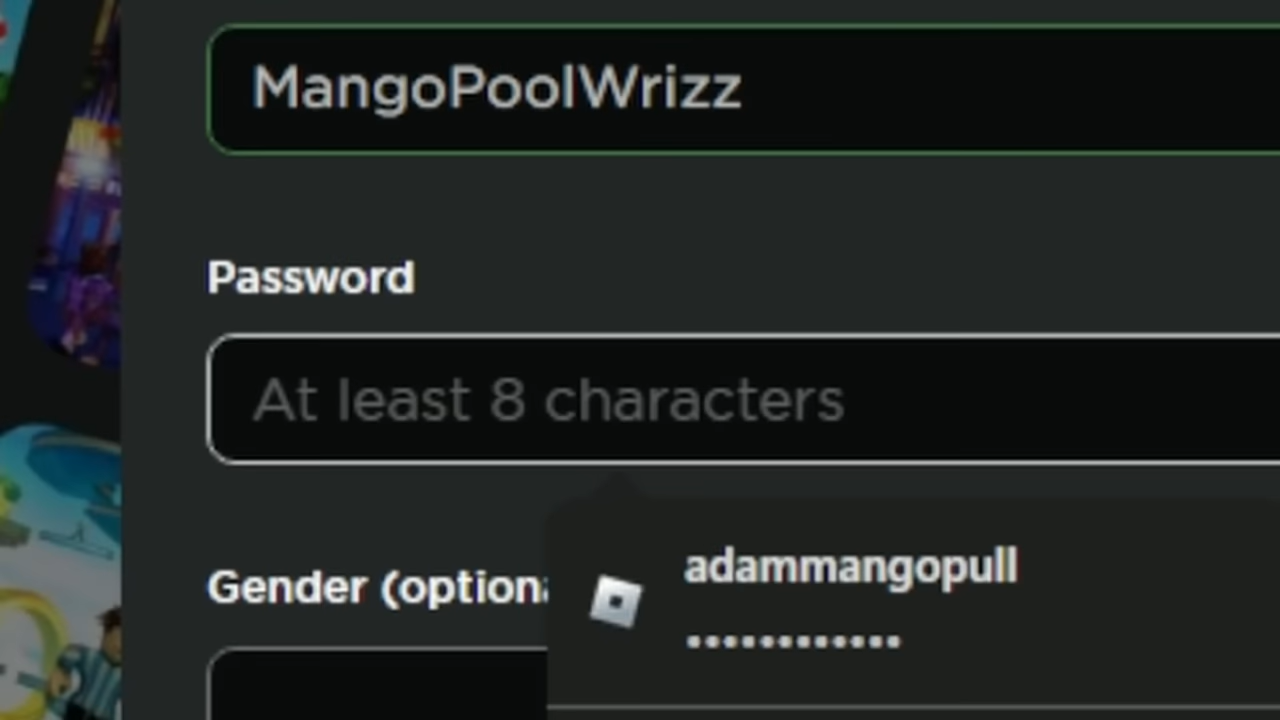 MangoPoolWrizz
Password
At least 8 characters
Gender (optiona
adammangopull
••••••••••••